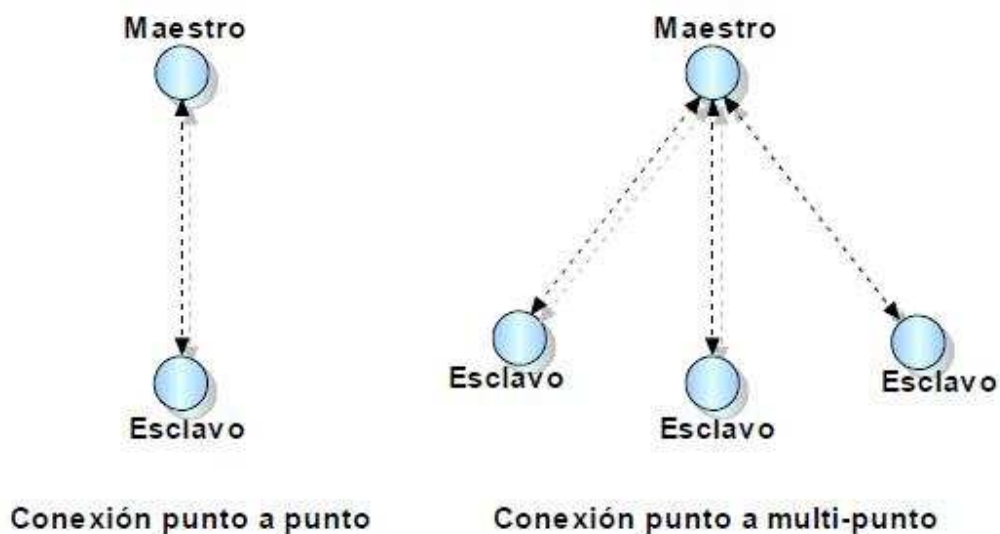 Maestro
Maestro
Esclavo
Esclavo
Esclavo
Esclavo
Conexión punto a punto
Conexión punto a multi-punto